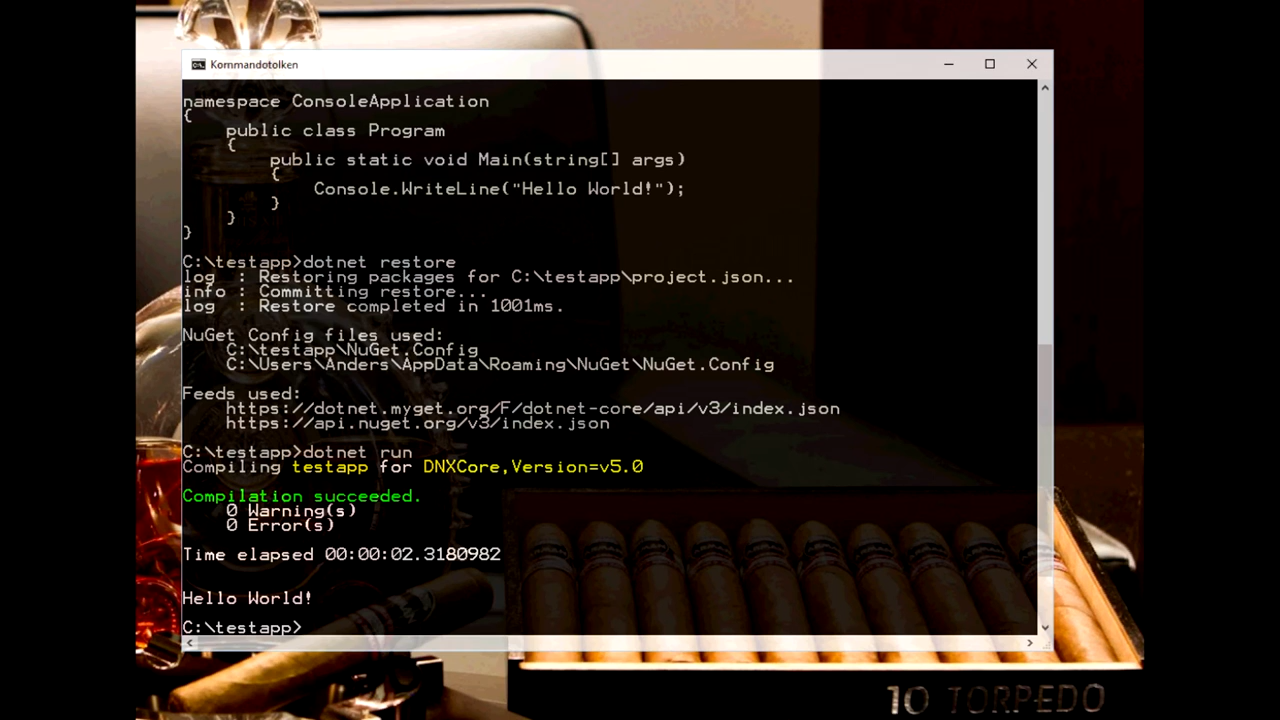 Kommandotolken
namespace ConsoleApplication
{
    public class Program
    {
        public static void Main(string[] args)
        {
            Console.WriteLine("Hello World!");
        }
    }
}
C:\testapp>dotnet restore
log  : Restoring packages for C:\testapp\project.json...
info : Committing restore...
log  : Restore completed in 1001ms.
NuGet Config files used:
    C:\testapp\NuGet.Config
    C:\Users\Anders\AppData\Roaming\NuGet\NuGet.Config
Feeds used:
    https://dotnet.myget.org/F/dotnet-core/api/v3/index.json
    https://api.nuget.org/v3/index.json
C:\testapp>dotnet run
Compiling testapp for DNXCore,Version=v5.0
Compilation succeeded.
    0 Warning(s)
    0 Error(s)
Time elapsed 00:00:02.3180982
Hello World!
C:\testapp>
10 TORPEDO